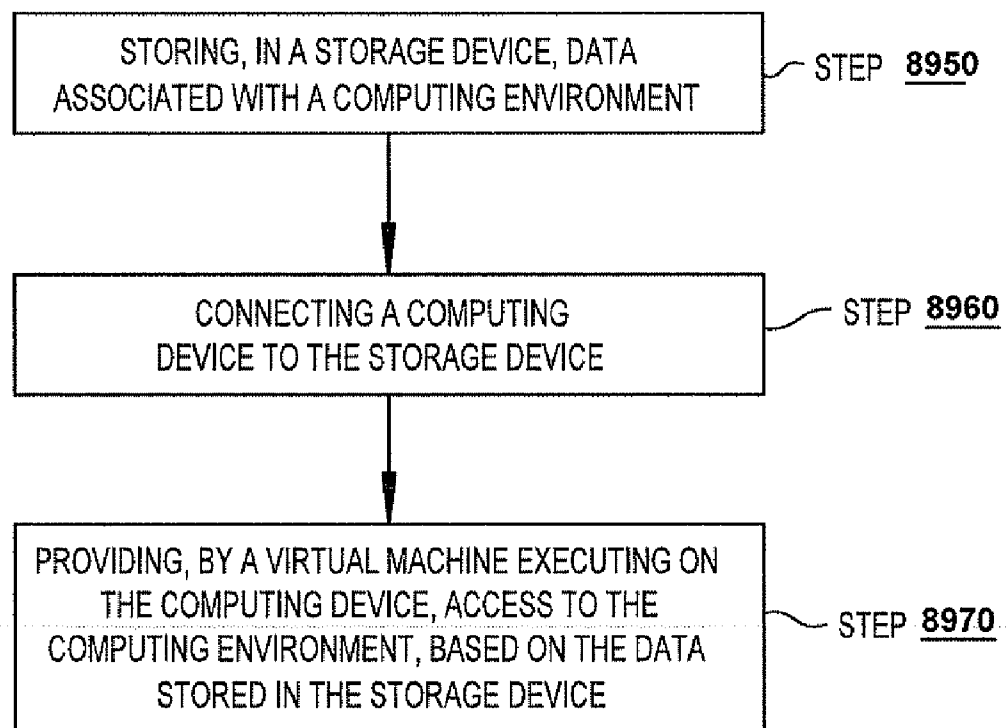 STORING, IN A STORAGE DEVICE, DATA
ASSOCIATED WITH A COMPUTING ENVIRONMENT
STEP 8950
CONNECTING A COMPUTING
DEVICE TO THE STORAGE DEVICE
STEP 8960
PROVIDING, BY A VIRTUAL MACHINE EXECUTING ON
THE COMPUTING DEVICE, ACCESS TO THE
COMPUTING ENVIRONMENT, BASED ON THE DATA
STORED IN THE STORAGE DEVICE
STEP 8970